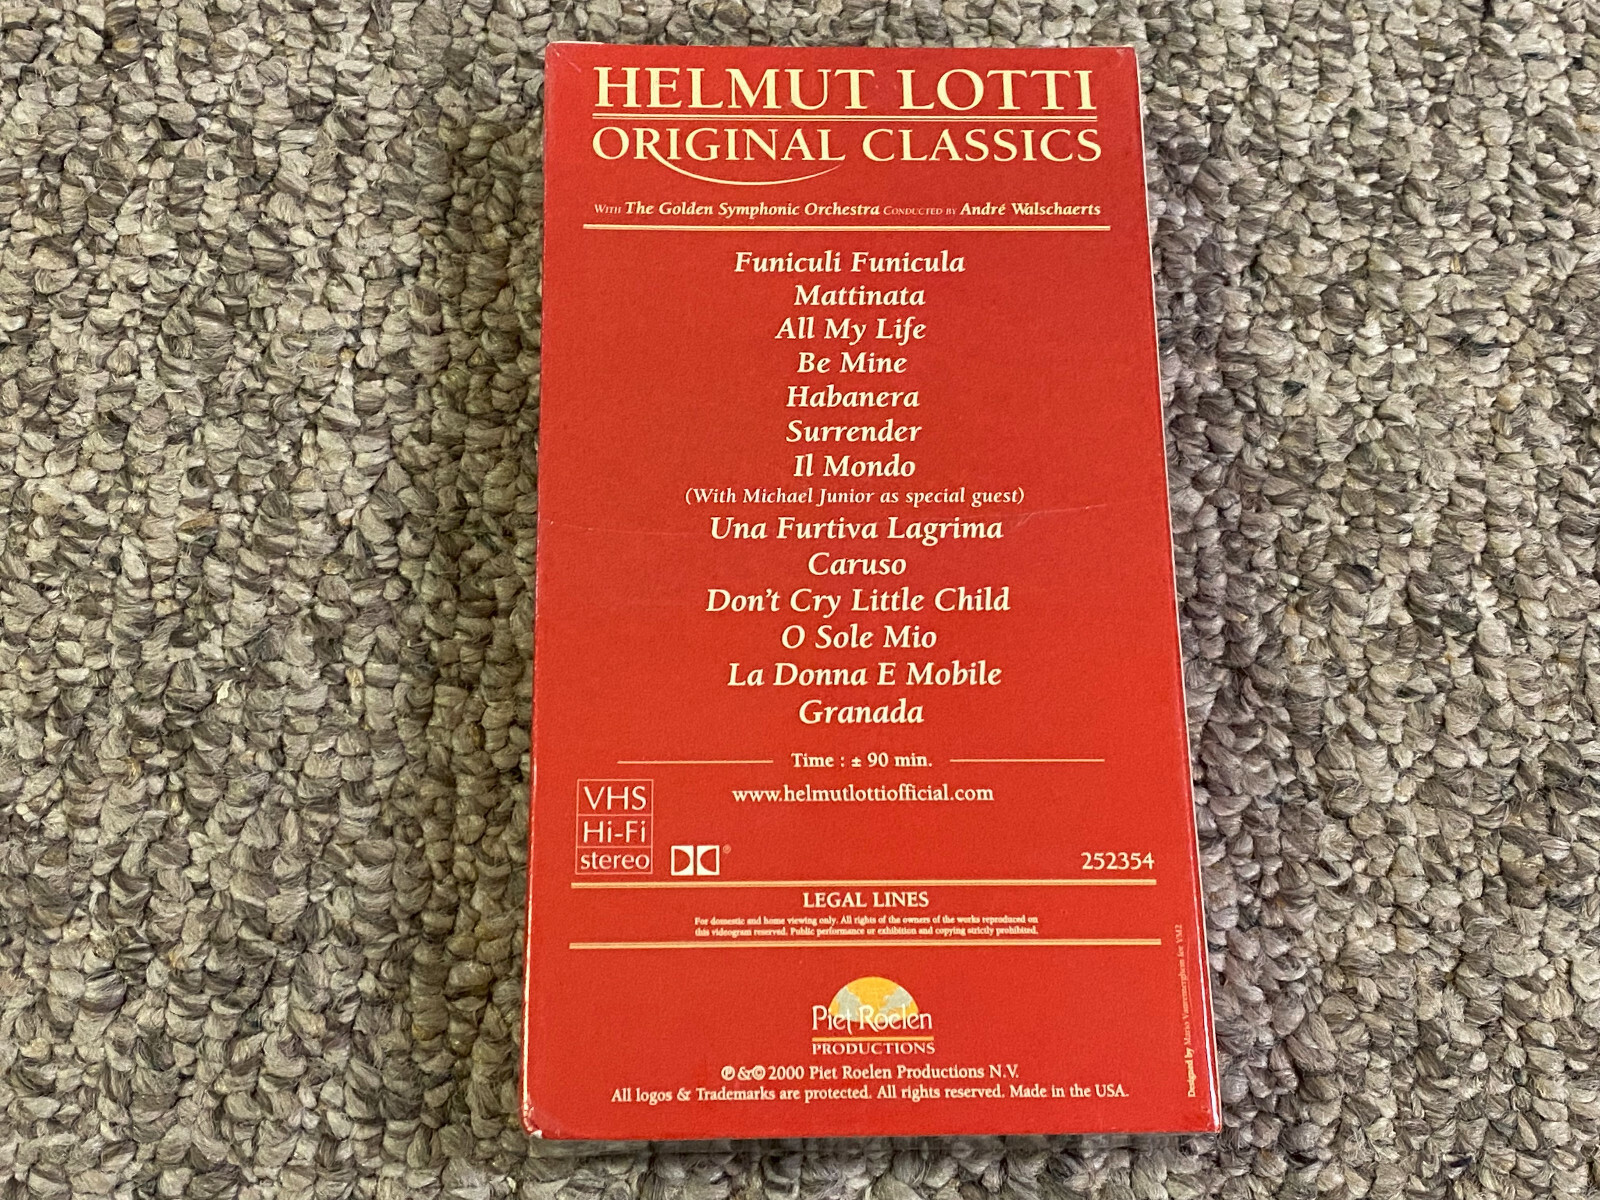 HELMUT LOTTI
ORIGINAL CLASSICS
WITH The Golden Symphonic Orchestra CONDUCTED BY André Walschaerts
Funiculi Funicula
Mattinata
All My Life
Be Mine
Habanera
Surrender
Il Mondo
(With Michael Junior as special guest)
Una Furtiva Lagrima
Caruso
Don't Cry Little Child
O Sole Mio
La Donna E Mobile
Granada
Time : ± 90 min.
www.helmutlottiofficial.com
VHS
Hi-Fi
stereo
®
252354
LEGAL LINES
For domestic and home viewing only. All rights of the owners of the works reproduced on
this videogram reserved. Public performance or exhibition and copying strictly prohibited.
Piet Roelen
PRODUCTIONS
℗ &© 2000 Piet Roelen Productions N.V.
All logos & Trademarks are protected. All rights reserved. Made in the USA.
Designed by Mario for VM2